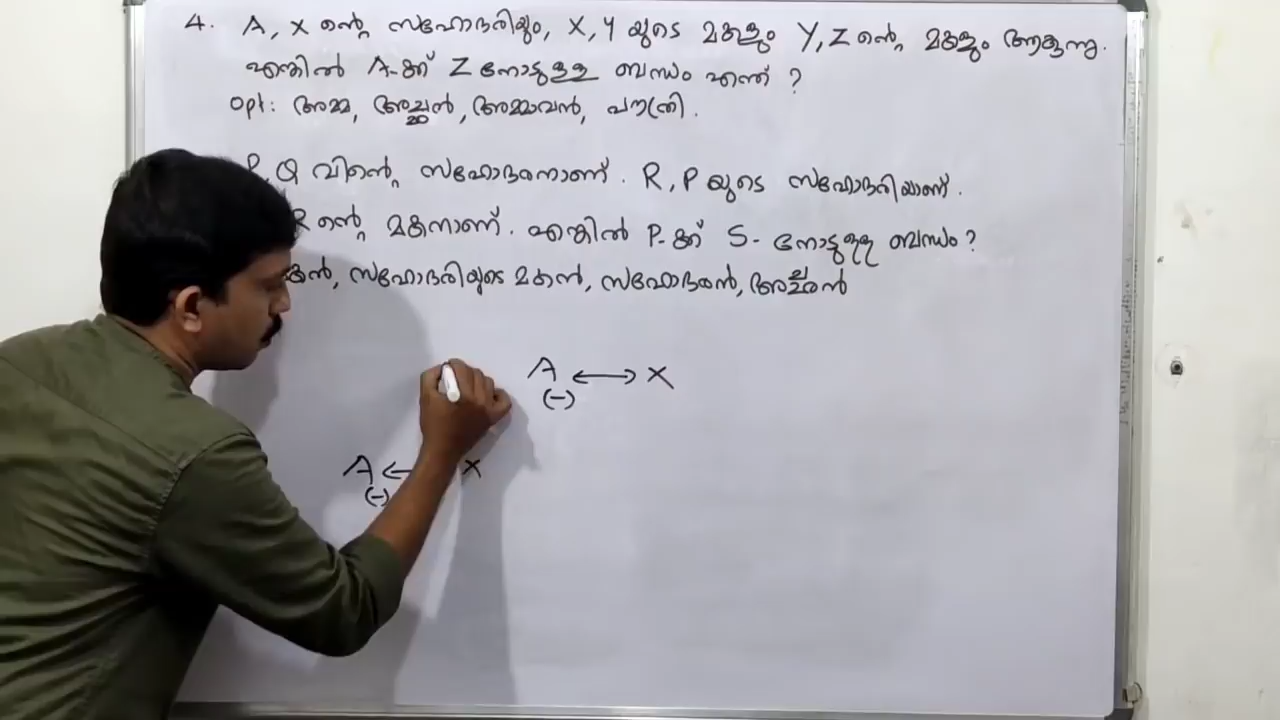 4. A, X ന്റെ സഹോദരിയും, X, Y യുടെ മകളും Y, Z ന്റെ മകളും ആകുന്നു.
എങ്കിൽ A-ക്ക് Z നോടുള്ള ബന്ധം എന്ത് ?
Opt: അമ്മ, അച്ഛൻ, അമ്മാവൻ, പൗത്രി.
P, Q വിന്റെ സഹോദരനാണ്. R, P യുടെ സഹോദരിയാണ്.
R ന്റെ മകനാണ്. എങ്കിൽ P-ക്ക് S- നോടുള്ള ബന്ധം ?
കൻ, സഹോദരിയുടെ മകൻ, സഹോദരൻ, അച്ഛൻ
A ⟷ X
(-)
A ← X
(-)